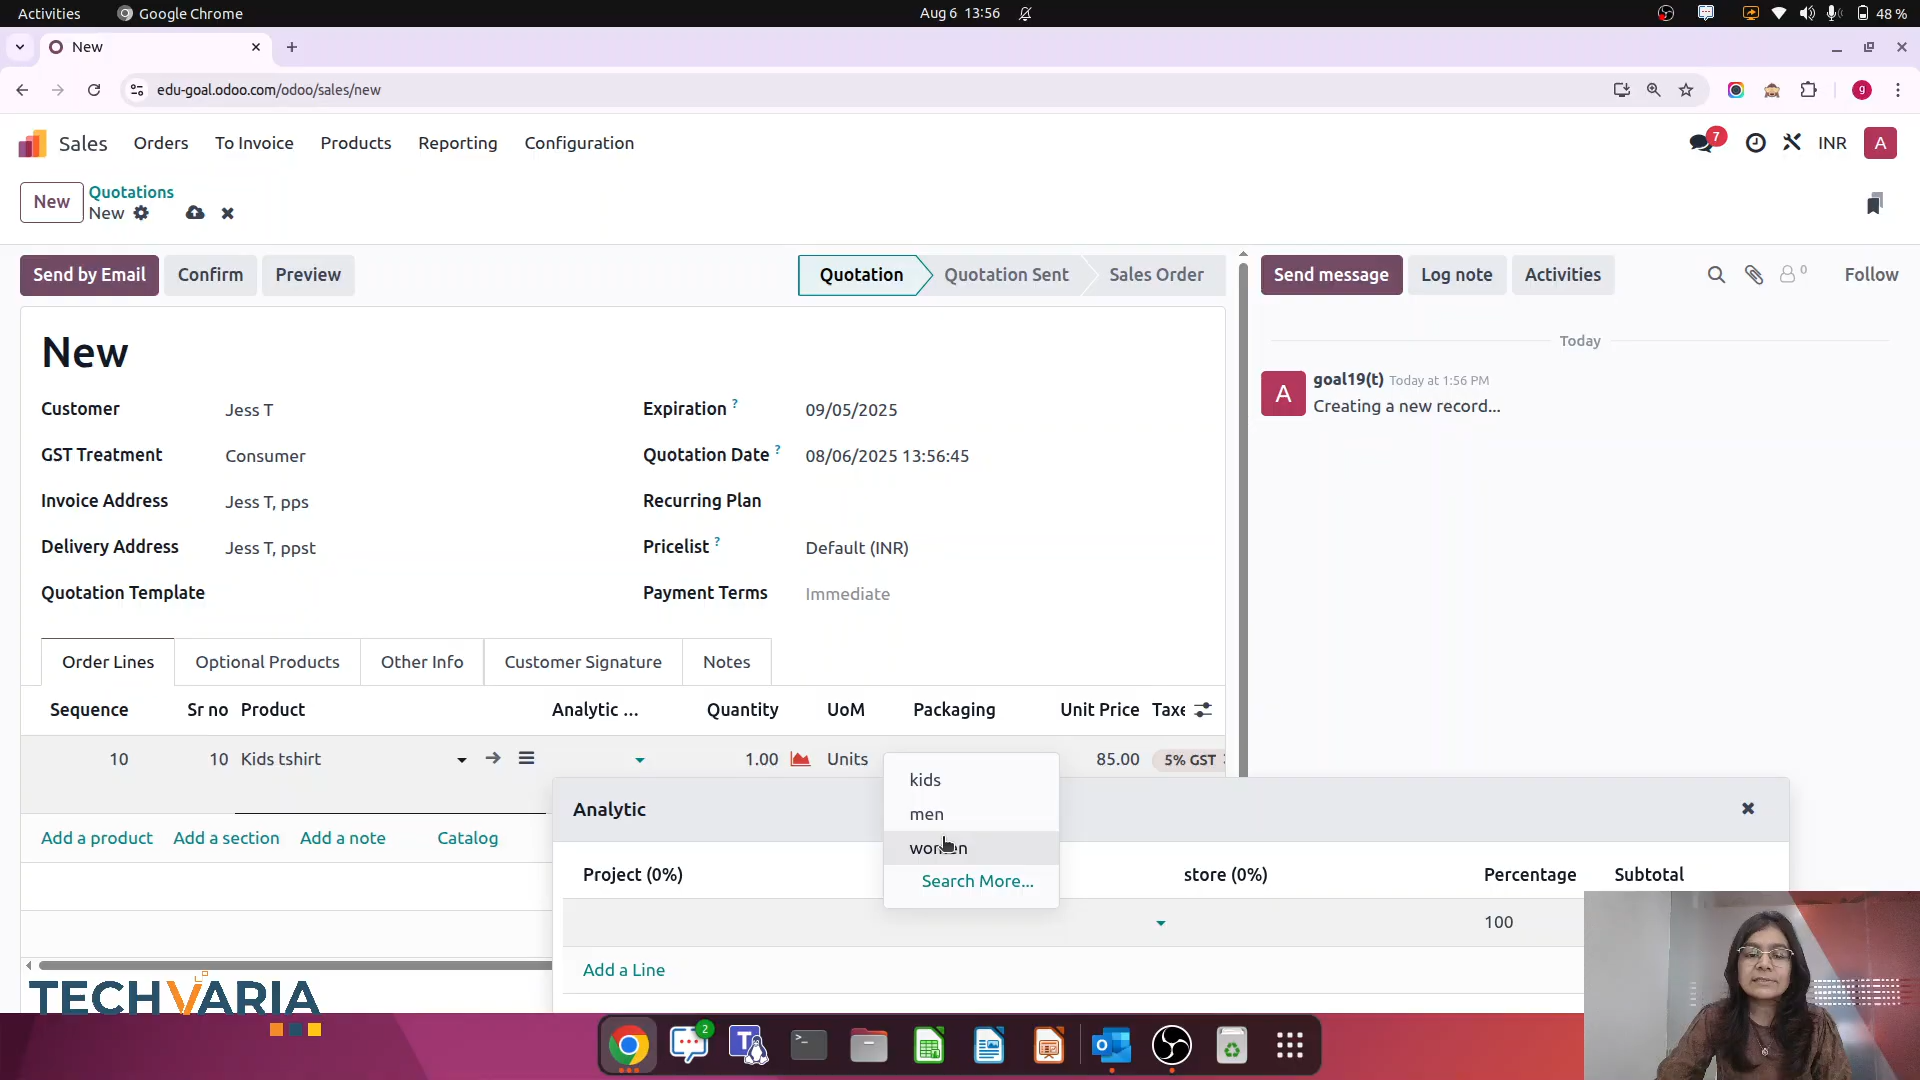 Activities
Google Chrome
Aug 6 13:56
48 %
New
edu-goal.odoo.com/odoo/sales/new
g
Sales
Orders
To Invoice
Products
Reporting
Configuration
7
INR
A
New
Quotations
New
Send by Email
Confirm
Preview
Quotation
Quotation Sent
Sales Order
Send message
Log note
Activities
0
Follow
New
Today
Customer
Jess T
Expiration ?
09/05/2025
A
goal19(t) Today at 1:56 PM
Creating a new record...
GST Treatment
Consumer
Quotation Date ?
08/06/2025 13:56:45
Invoice Address
Jess T, pps
Recurring Plan
Delivery Address
Jess T, ppst
Pricelist ?
Default (INR)
Quotation Template
Payment Terms
Immediate
Order Lines
Optional Products
Other Info
Customer Signature
Notes
Sequence
Sr no
Product
Analytic ...
Quantity
UoM
Packaging
Unit Price
Taxe
10
10
Kids tshirt
1.00
Units
85.00
5% GST
kids
men
women
Search More...
Analytic
Add a product
Add a section
Add a note
Catalog
Project (0%)
store (0%)
Percentage
Subtotal
100
Add a Line
TECHVARIA
2